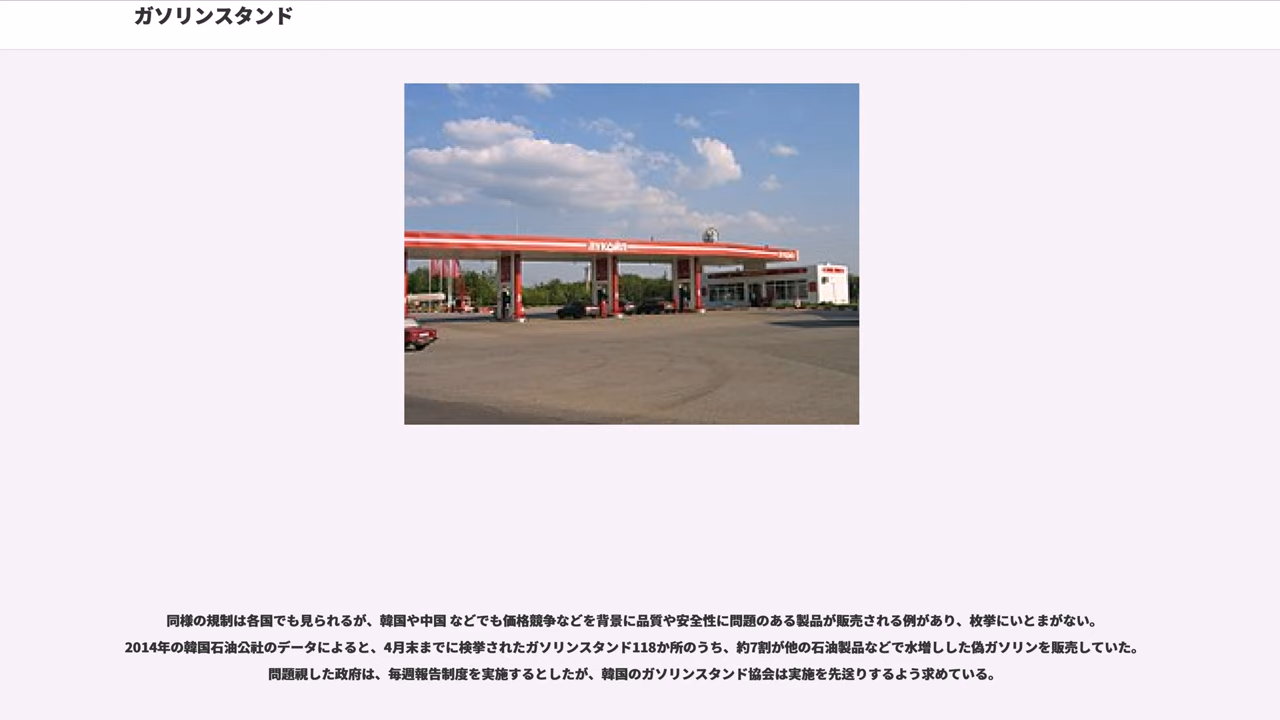 ガソリンスタンド
ЛУКОЙЛ
同様の規制は各国でも見られるが、韓国や中国 などでも価格競争などを背景に品質や安全性に問題のある製品が販売される例があり、枚挙にいとまがない。
2014年の韓国石油公社のデータによると、4月末までに検挙されたガソリンスタンド118か所のうち、約7割が他の石油製品などで水増しした偽ガソリンを販売していた。
問題視した政府は、毎週報告制度を実施するとしたが、韓国のガソリンスタンド協会は実施を先送りするよう求めている。